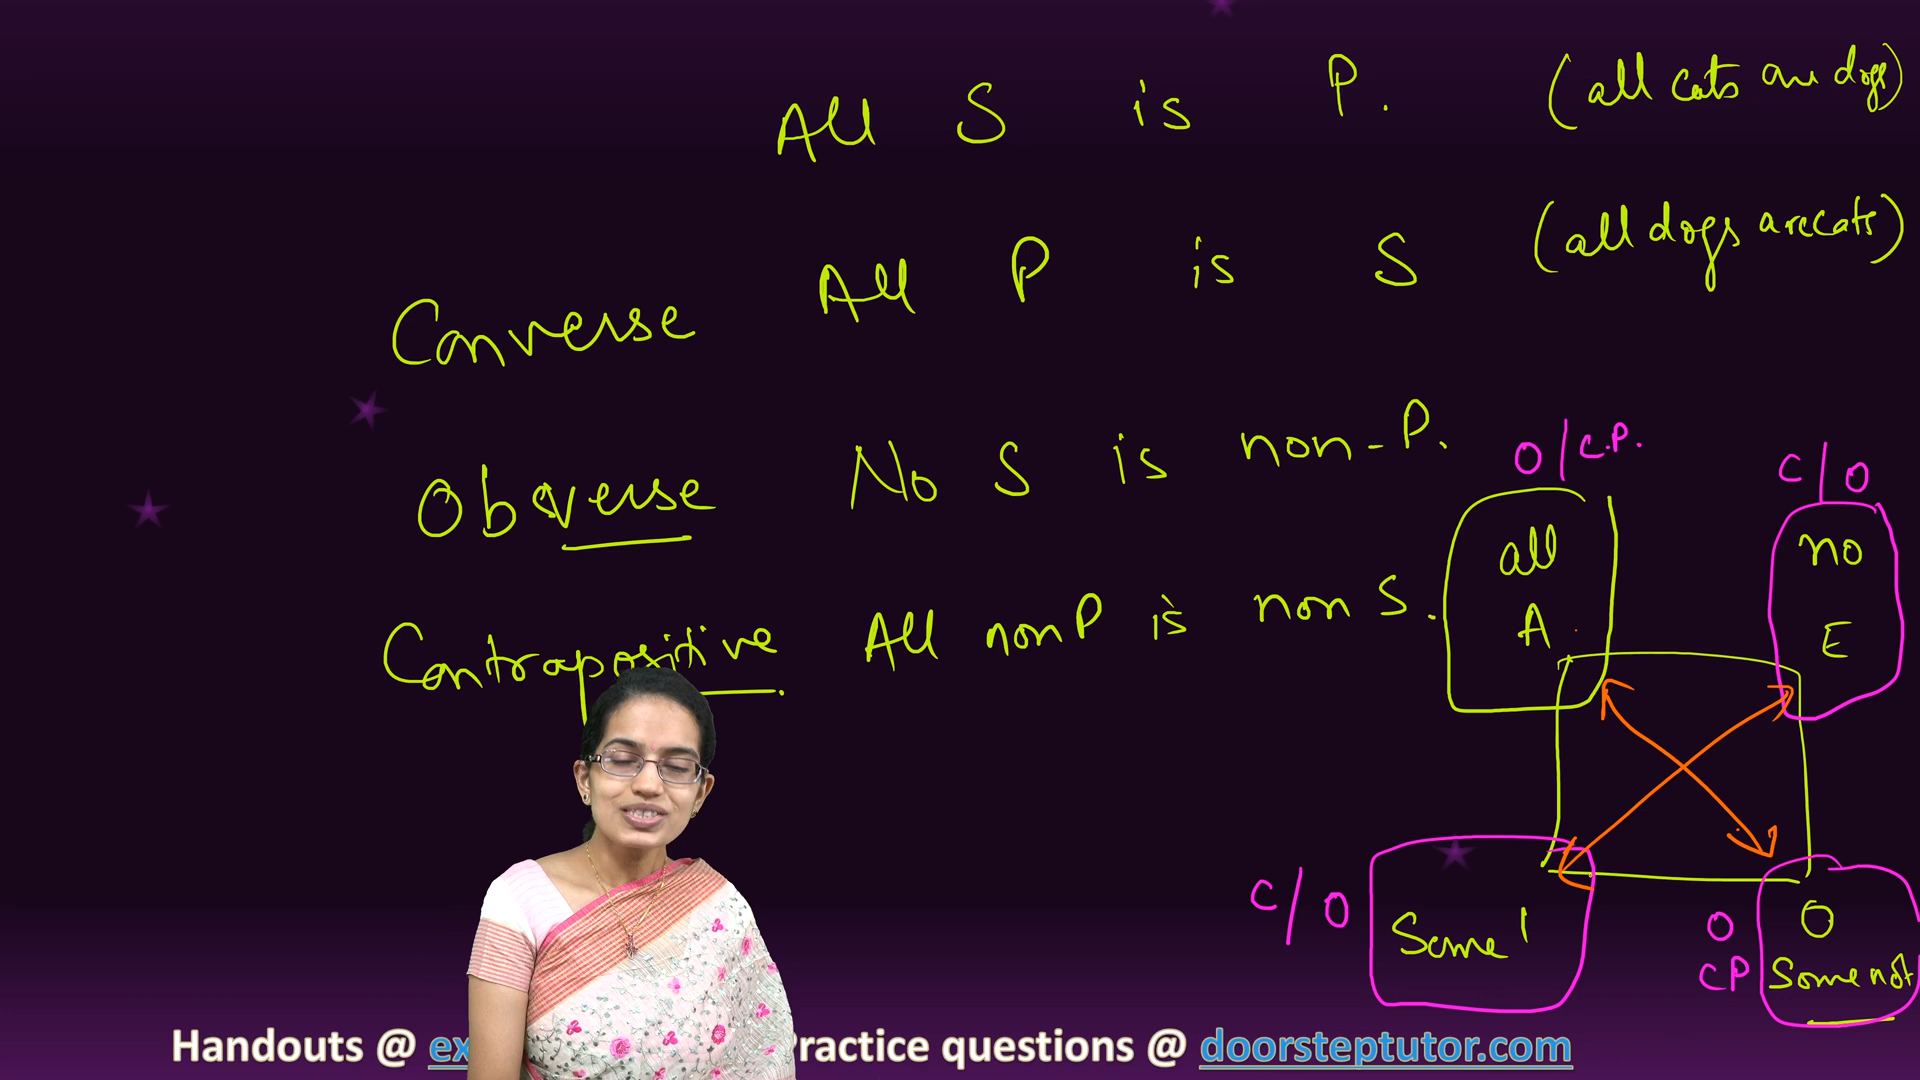 All S is P. (all cats are dogs)
Converse All P is S (all dogs are cats)
Obverse No S is non-P.
Contrapositive All non P is non S.
O/C.P.
C/O
all
A
no
E
C/O
Some I
O
CP
O
Some not
Handouts @ ex ractice questions @ doorsteptutor.com